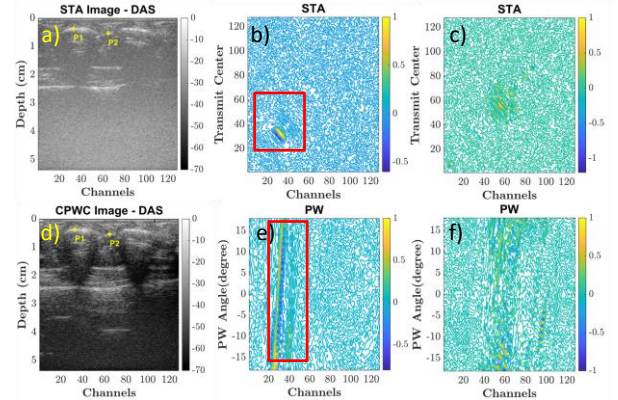 STA Image - DAS
a)
P1
P2
Depth (cm)
0
1
2
3
4
5
20 40 60 80 100 120
Channels
0
-10
-20
-30
-40
-50
-60
-70
STA
b)
Transmit Center
120
100
80
60
40
20
20 40 60 80 100 120
Channels
1
0.5
0
-0.5
STA
c)
Transmit Center
120
100
80
60
40
20
20 40 60 80 100 120
Channels
1
0.5
0
-0.5
-1
CPWC Image - DAS
d)
P1
P2
Depth (cm)
0
1
2
3
4
5
20 40 60 80 100 120
Channels
0
-10
-20
-30
-40
-50
-60
-70
PW
e)
PW Angle(degree)
15
10
5
0
-5
-10
-15
20 40 60 80 100 120
Channels
1
0.5
0
-0.5
PW
f)
PW Angle(degree)
15
10
5
0
-5
-10
-15
20 40 60 80 100 120
Channels
1
0.5
0
-0.5
-1